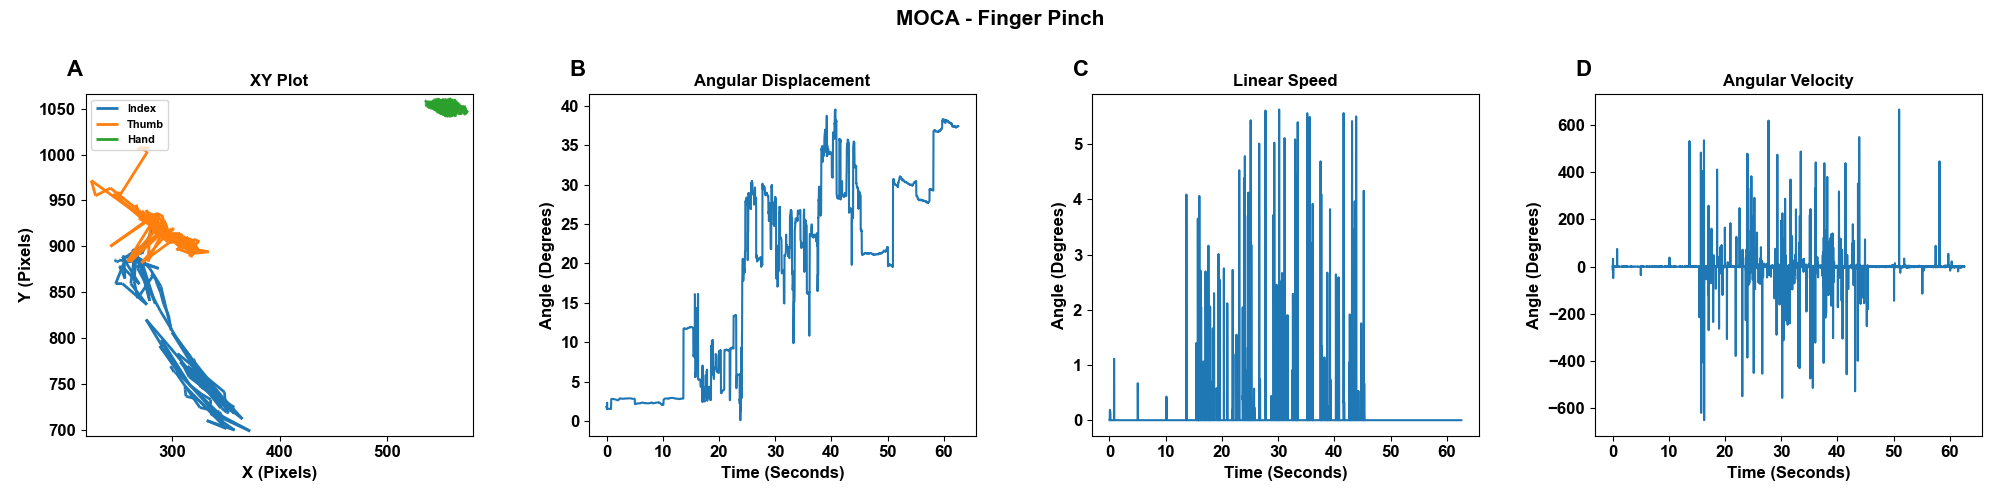 MOCA - Finger Pinch
A
XY Plot
Index
Thumb
Hand
1050
1000
950
900
850
800
750
700
300
400
500
Y (Pixels)
X (Pixels)
B
Angular Displacement
40
35
30
25
20
15
10
5
0
0
10
20
30
40
50
60
Angle (Degrees)
Time (Seconds)
C
Linear Speed
5
4
3
2
1
0
0
10
20
30
40
50
60
Angle (Degrees)
Time (Seconds)
D
Angular Velocity
600
400
200
0
−200
−400
−600
0
10
20
30
40
50
60
Angle (Degrees)
Time (Seconds)